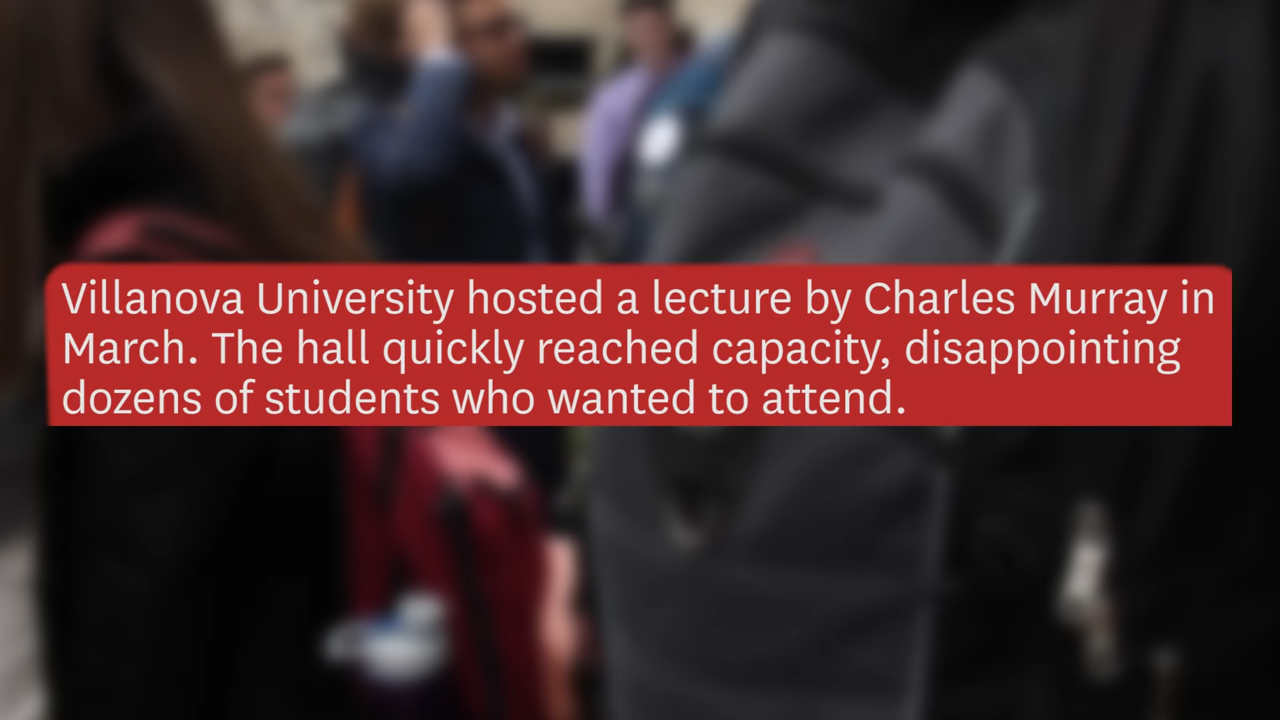 Villanova University hosted a lecture by Charles Murray in
March. The hall quickly reached capacity, disappointing
dozens of students who wanted to attend.